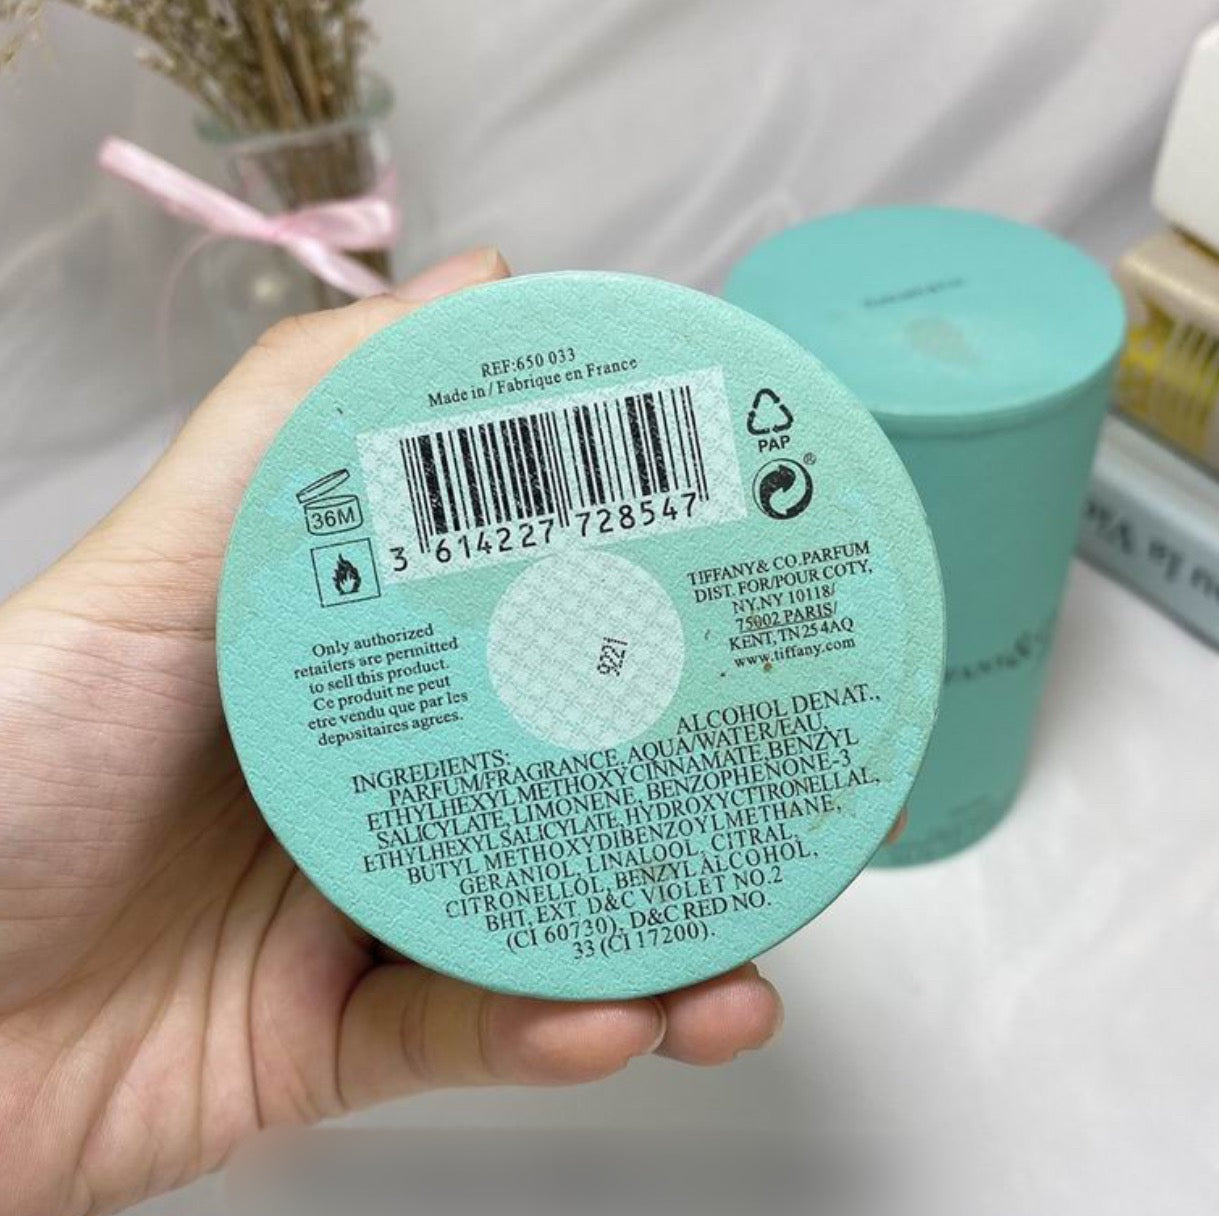 REF:650 033
Made in / Fabrique en France
3 614227 728547
PAP
®
36M
TIFFANY& CO.PARFUM
DIST. FOR/POUR COTY,
NY,NY 10118/
75002 PARIS/
KENT,TN25 4AQ
www.tiffany.com
Only authorized
retailers are permitted
to sell this product.
Ce produit ne peut
etre vendu que par les
depositaires agrees.
INGREDIENTS: ALCOHOL DENAT.,
PARFUM/FRAGRANCE, AQUA/WATER/EAU,
ETHYLHEXYL METHOXYCINNAMATE, BENZYL
SALICYLATE, LIMONENE, BENZOPHENONE-3
ETHYLHEXYL SALICYLATE, HYDROXYCITRONELLAL,
BUTYL METHOXYDIBENZOYLMETHANE,
GERANIOL, LINALOOL, CITRAL,
CITRONELLOL, BENZYL ALCOHOL,
BHT, EXT. D&C VIOLET NO.2
(CI 60730), D&C RED NO.
33 (CI 17200).